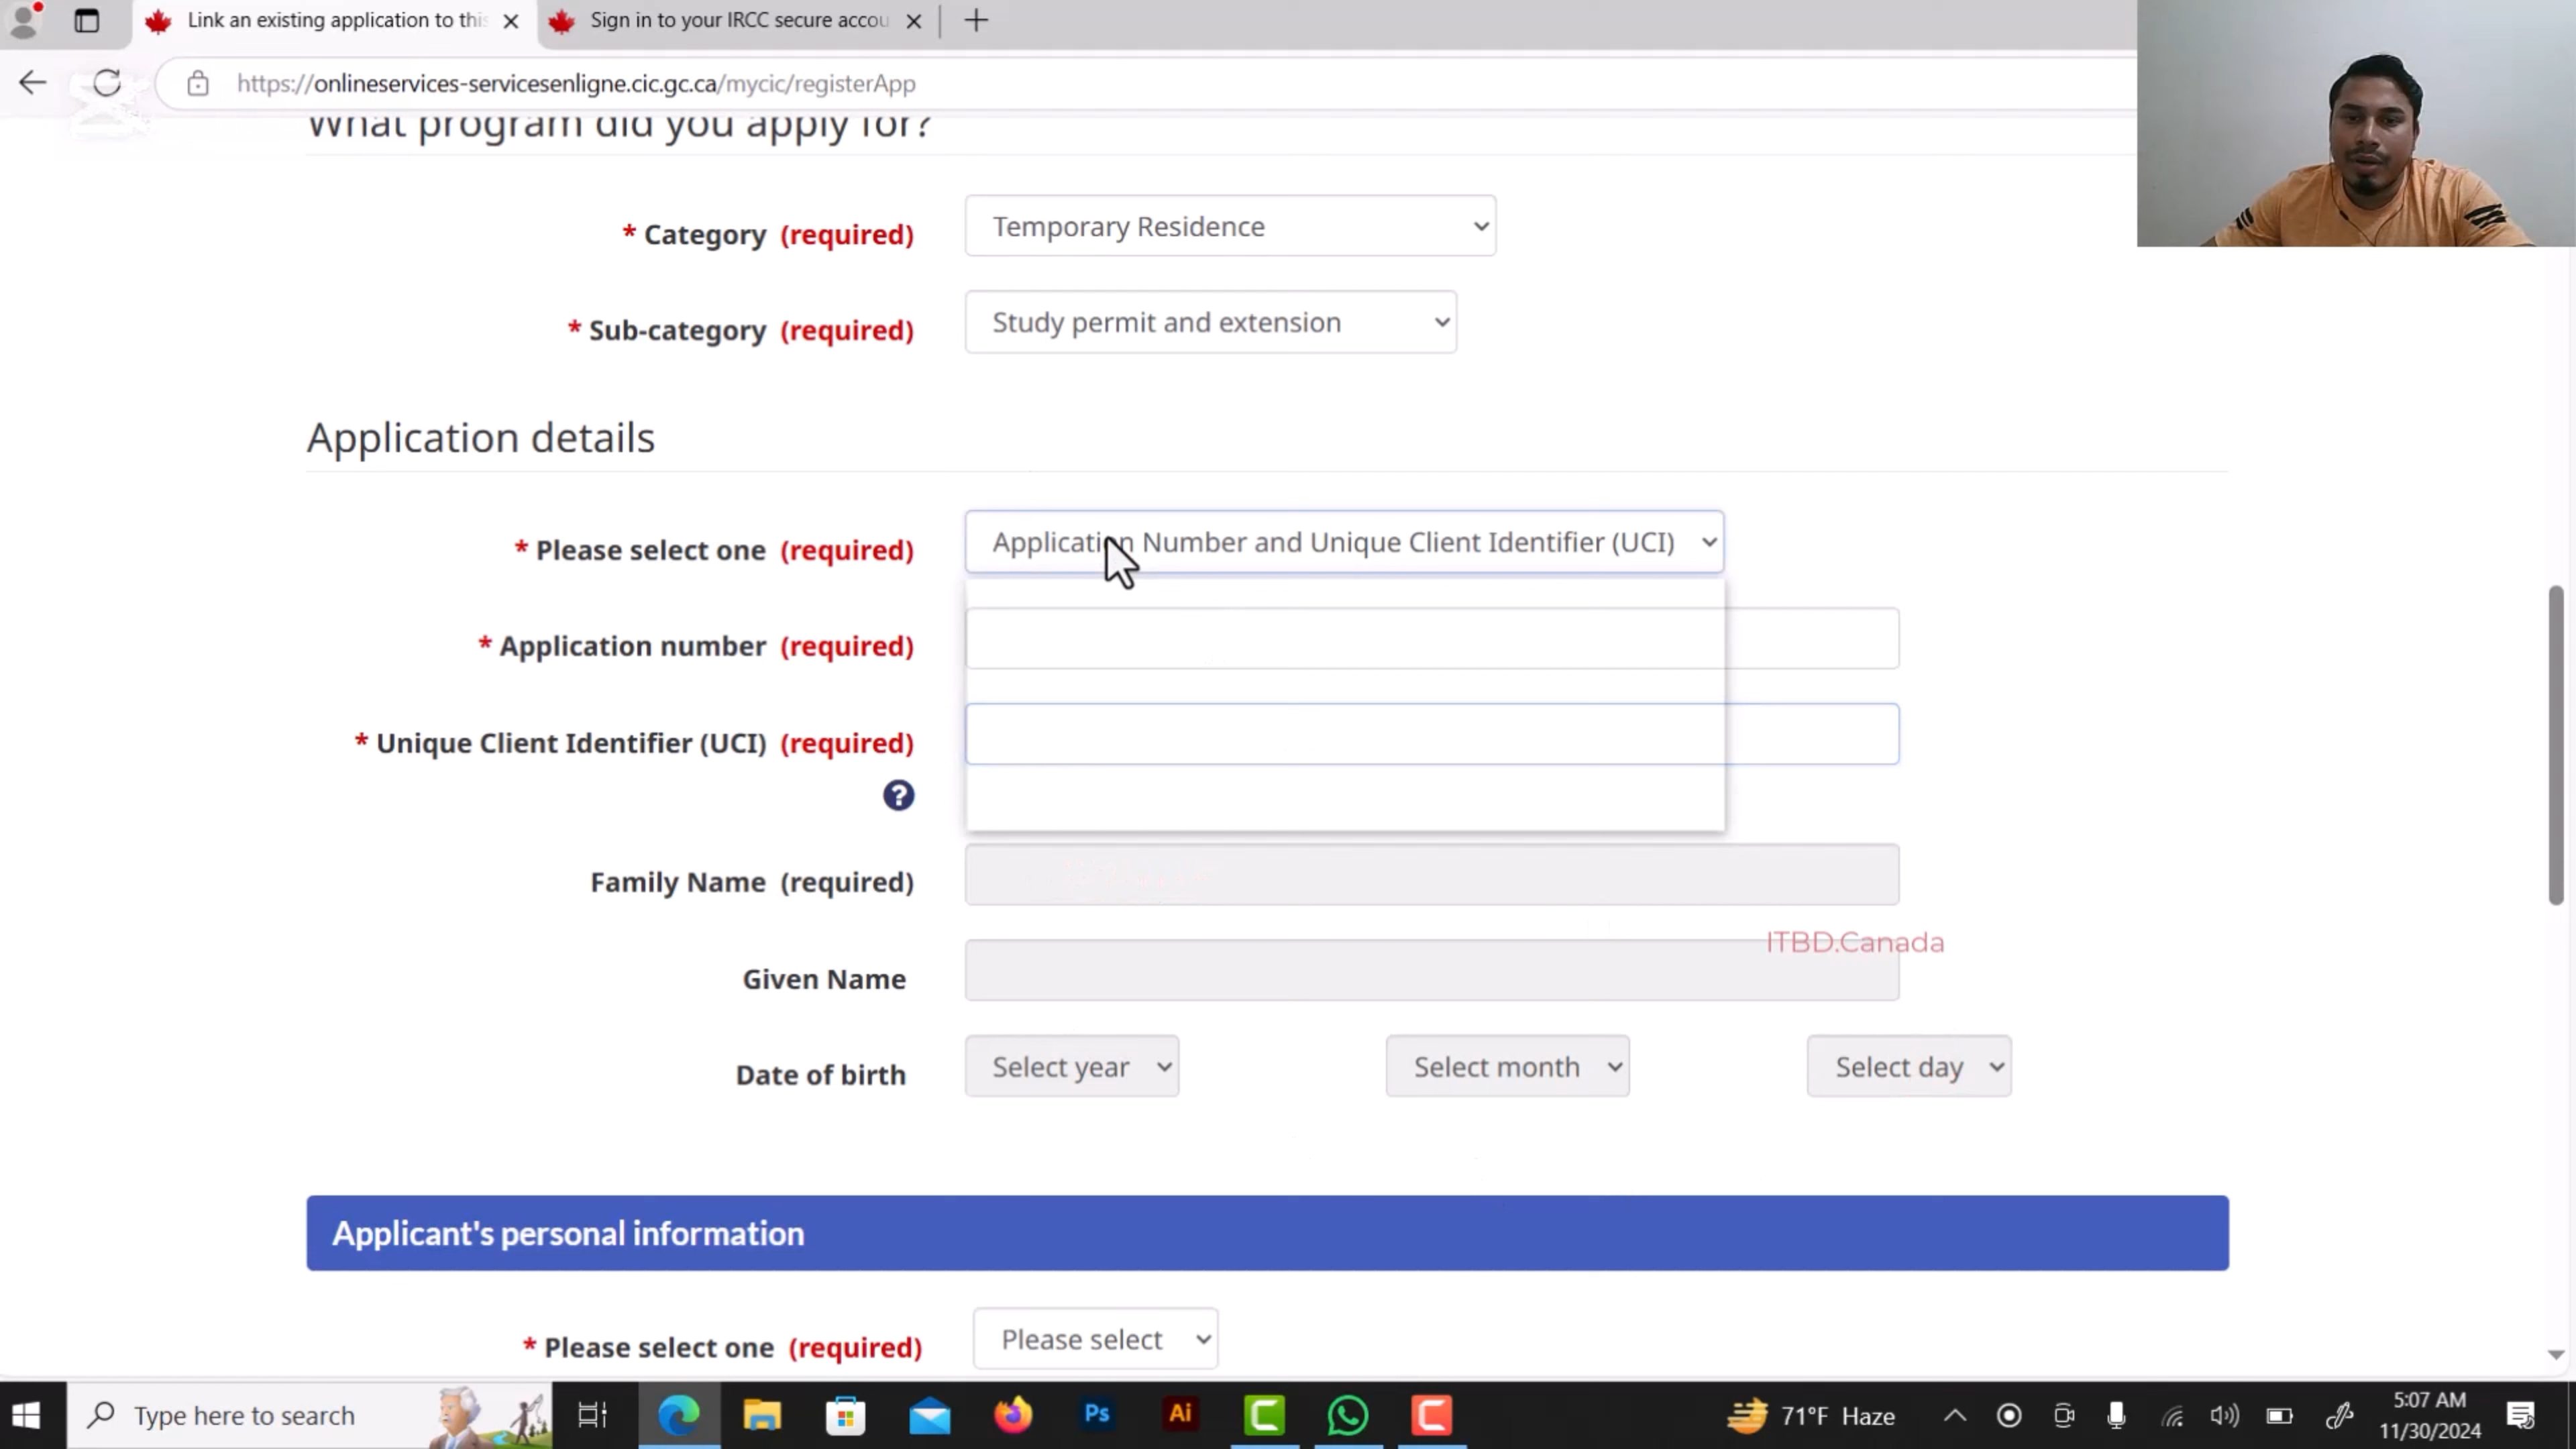 Link an existing application to this
Sign in to your IRCC secure accou
https://onlineservices-servicesenligne.cic.gc.ca/mycic/registerApp
What program did you apply for?
* Category (required)
Temporary Residence
* Sub-category (required)
Study permit and extension
Application details
* Please select one (required)
Application Number and Unique Client Identifier (UCI)
* Application number (required)
* Unique Client Identifier (UCI) (required)
?
Family Name (required)
ITBD.Canada
Given Name
Date of birth
Select year
Select month
Select day
Applicant's personal information
* Please select one (required)
Please select
Type here to search
Ps
Ai
71°F Haze
5:07 AM
11/30/2024